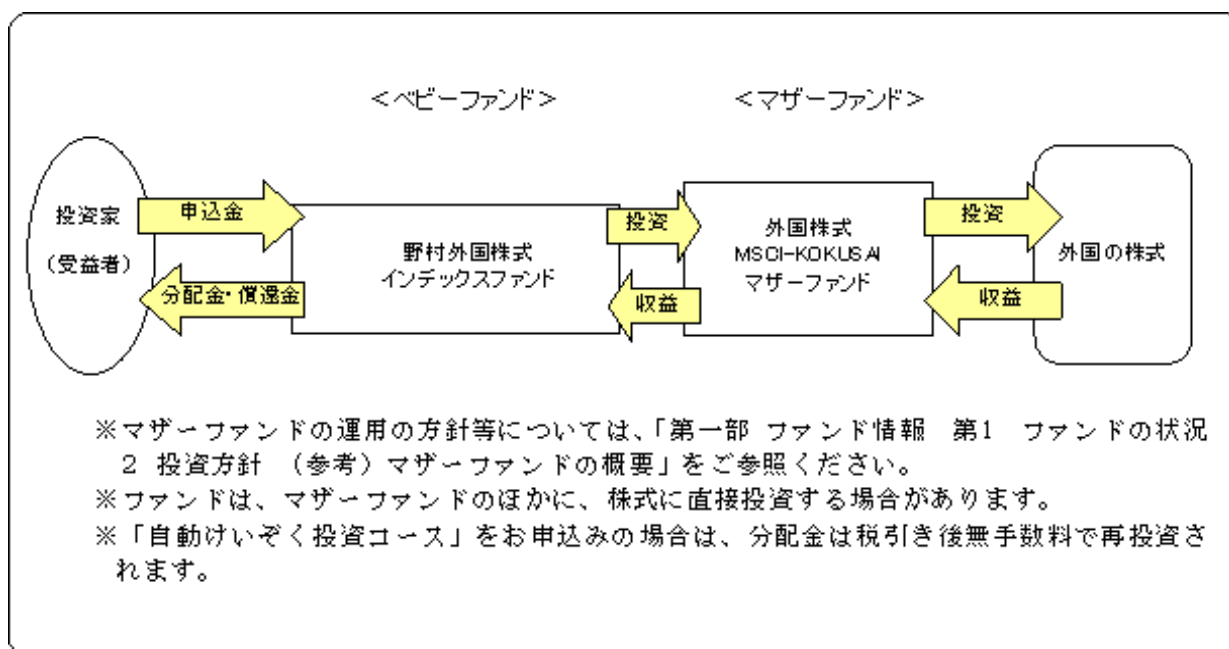 ＜ベビーファンド＞
＜マザーファンド＞
投資家
（受益者）
申込金
分配金・償還金
野村外国株式
インデックスファンド
投資
収益
外国株式
MSCI-KOKUSAI
マザーファンド
投資
収益
外国の株式
※マザーファンドの運用の方針等については、「第一部 ファンド情報　第1　ファンドの状況
2 投資方針 （参考）マザーファンドの概要」をご参照ください。
※ファンドは、マザーファンドのほかに、株式に直接投資する場合があります。
※「自動けいぞく投資コース」をお申込みの場合は、分配金は税引き後無手数料で再投資さ
れます。